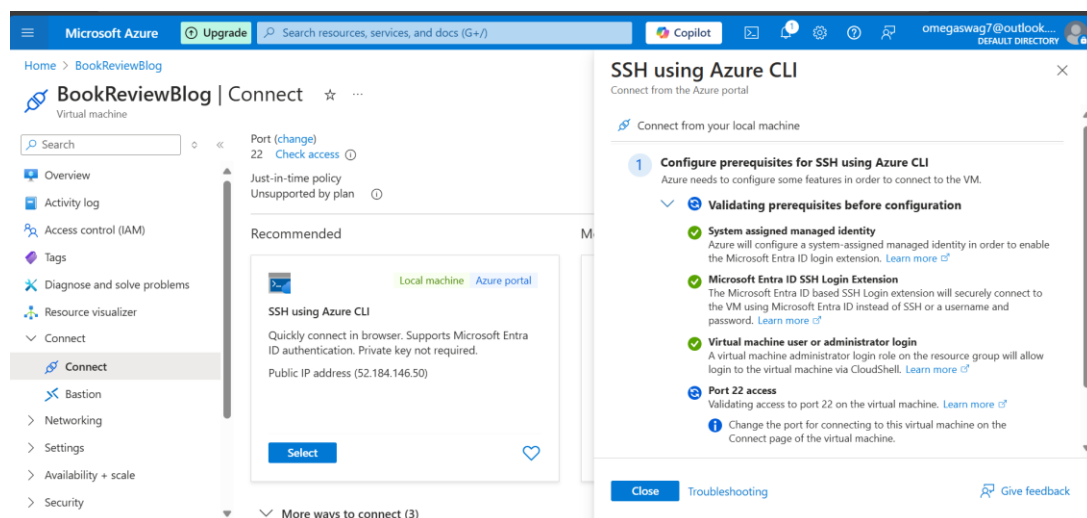 Microsoft Azure
Upgrade
Search resources, services, and docs (G+/)
Copilot
1
omegaswag7@outlook....
DEFAULT DIRECTORY
Home > BookReviewBlog
BookReviewBlog | Connect
Virtual machine
Search
Overview
Activity log
Access control (IAM)
Tags
Diagnose and solve problems
Resource visualizer
Connect
Connect
Bastion
Networking
Settings
Availability + scale
Security
Port (change)
22 Check access
Just-in-time policy
Unsupported by plan
Recommended
M
Local machine Azure portal
SSH using Azure CLI
Quickly connect in browser. Supports Microsoft Entra
ID authentication. Private key not required.
Public IP address (52.184.146.50)
Select
More ways to connect (3)
SSH using Azure CLI
Connect from the Azure portal
Connect from your local machine
1 Configure prerequisites for SSH using Azure CLI
Azure needs to configure some features in order to connect to the VM.
Validating prerequisites before configuration
System assigned managed identity
Azure will configure a system-assigned managed identity in order to enable
the Microsoft Entra ID login extension. Learn more
Microsoft Entra ID SSH Login Extension
The Microsoft Entra ID based SSH Login extension will securely connect to
the VM using Microsoft Entra ID instead of SSH or a username and
password. Learn more
Virtual machine user or administrator login
A virtual machine administrator login role on the resource group will allow
login to the virtual machine via CloudShell. Learn more
Port 22 access
Validating access to port 22 on the virtual machine. Learn more
Change the port for connecting to this virtual machine on the
Connect page of the virtual machine.
Close
Troubleshooting
Give feedback